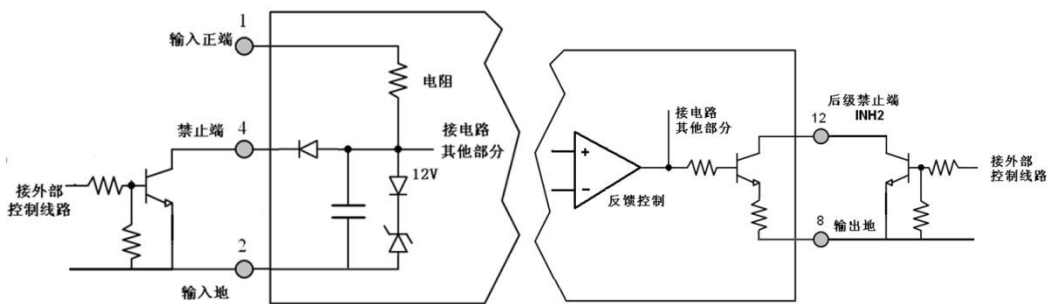 1
输入正端
电阻
禁止端
4
接电路
其他部分
12V
接外部
控制线路
2
输入地
接电路
其他部分
+
−
反馈控制
后级禁止端
INH2
12
接外部
控制线路
8
输出地